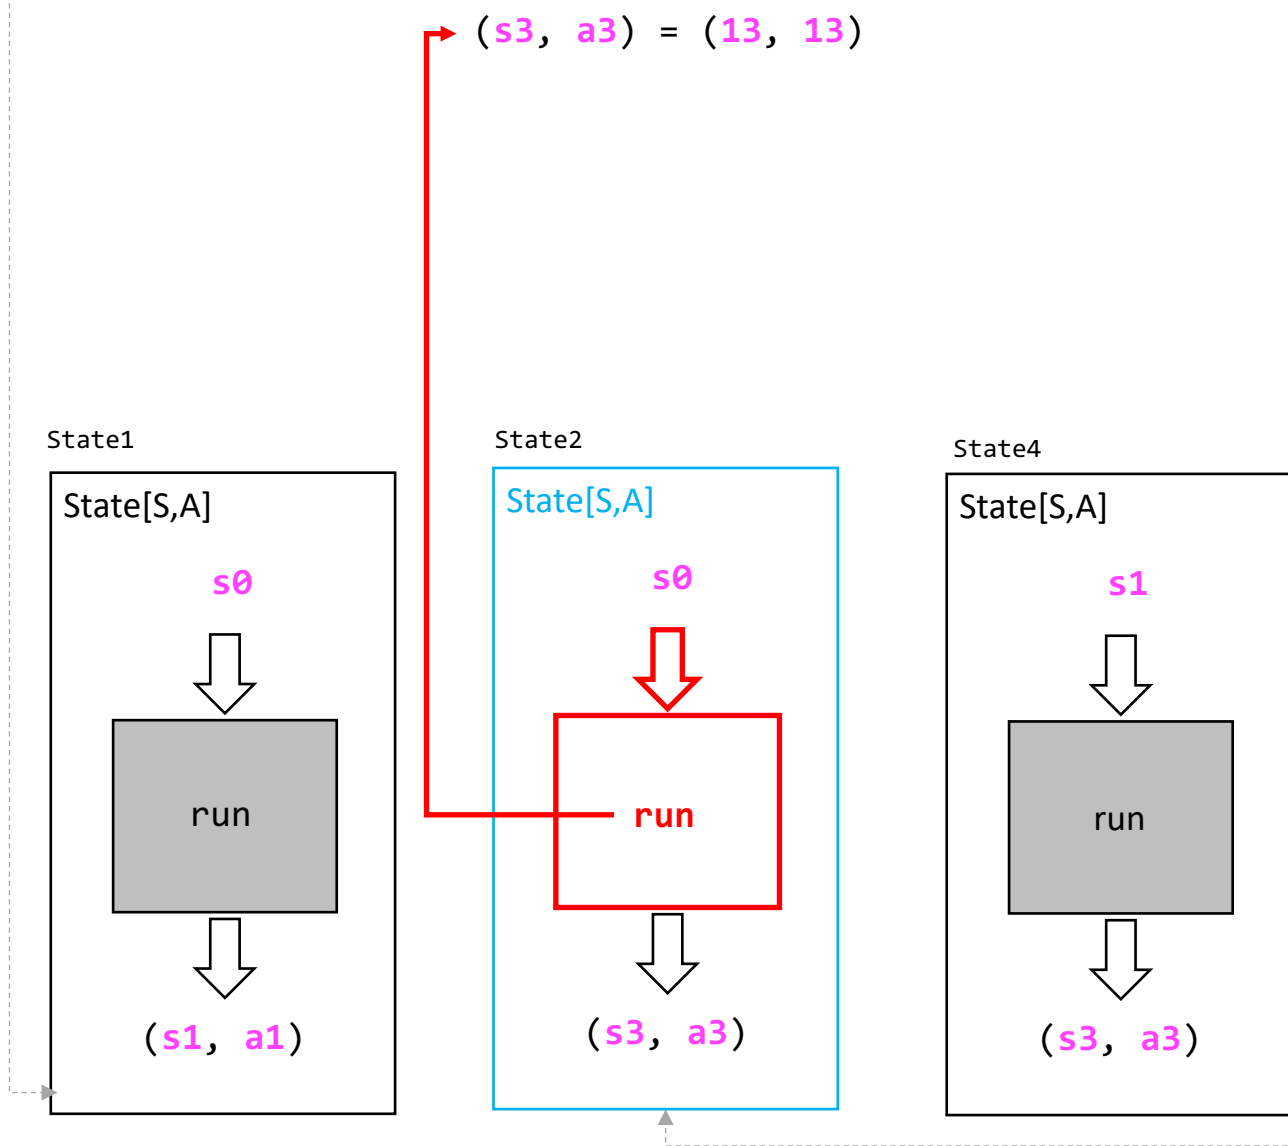 (s3, a3) = (13, 13)
State1
State[S,A]
s0
run
(s1, a1)
State2
State[S,A]
s0
run
(s3, a3)
State4
State[S,A]
s1
run
(s3, a3)